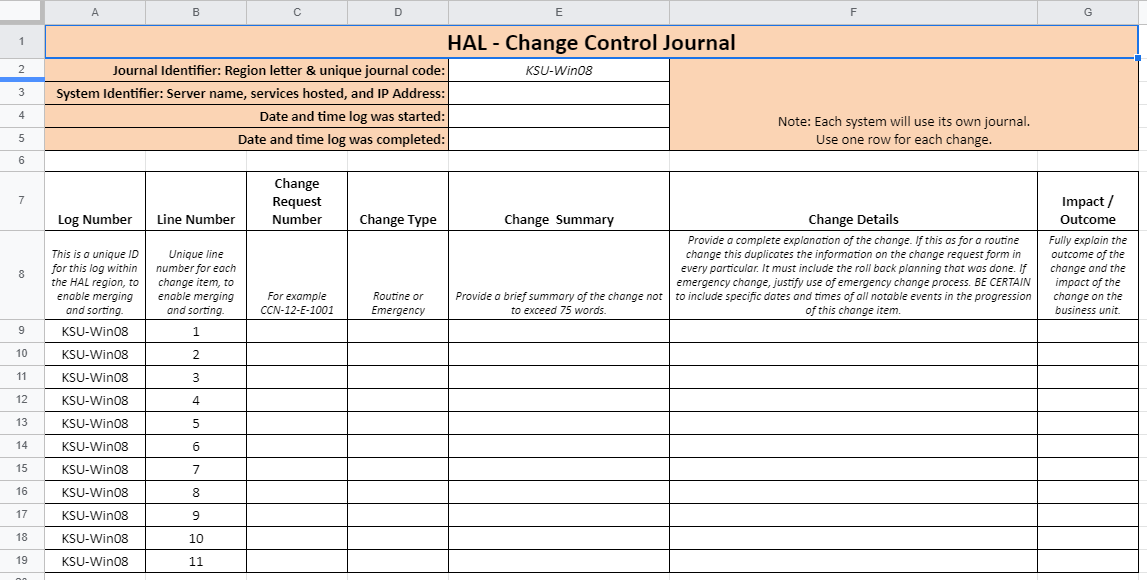 A B C D E F G
1 HAL - Change Control Journal
2 Journal Identifier: Region letter & unique journal code: KSU-Win08
3 System Identifier: Server name, services hosted, and IP Address:
4 Date and time log was started:
Note: Each system will use its own journal.
5 Date and time log was completed:
Use one row for each change.
6
7
Log Number
Line Number
Change
Request
Number
Change Type
Change  Summary
Change Details
Impact /
Outcome
8
This is a unique ID
for this log within
the HAL region, to
enable merging
and sorting.
Unique line
number for each
change item, to
enable merging
and sorting.
For example
CCN-12-E-1001
Routine or
Emergency
Provide a brief summary of the change not
to exceed 75 words.
Provide a complete explanation of the change. If this as for a routine
change this duplicates the information on the change request form in
every particular. It must include the roll back planning that was done. If
emergency change, justify use of emergency change process. BE CERTAIN
to include specific dates and times of all notable events in the progression
of this change item.
Fully explain the
outcome of the
change and the
impact of the
change on the
business unit.
9 KSU-Win08 1
10 KSU-Win08 2
11 KSU-Win08 3
12 KSU-Win08 4
13 KSU-Win08 5
14 KSU-Win08 6
15 KSU-Win08 7
16 KSU-Win08 8
17 KSU-Win08 9
18 KSU-Win08 10
19 KSU-Win08 11